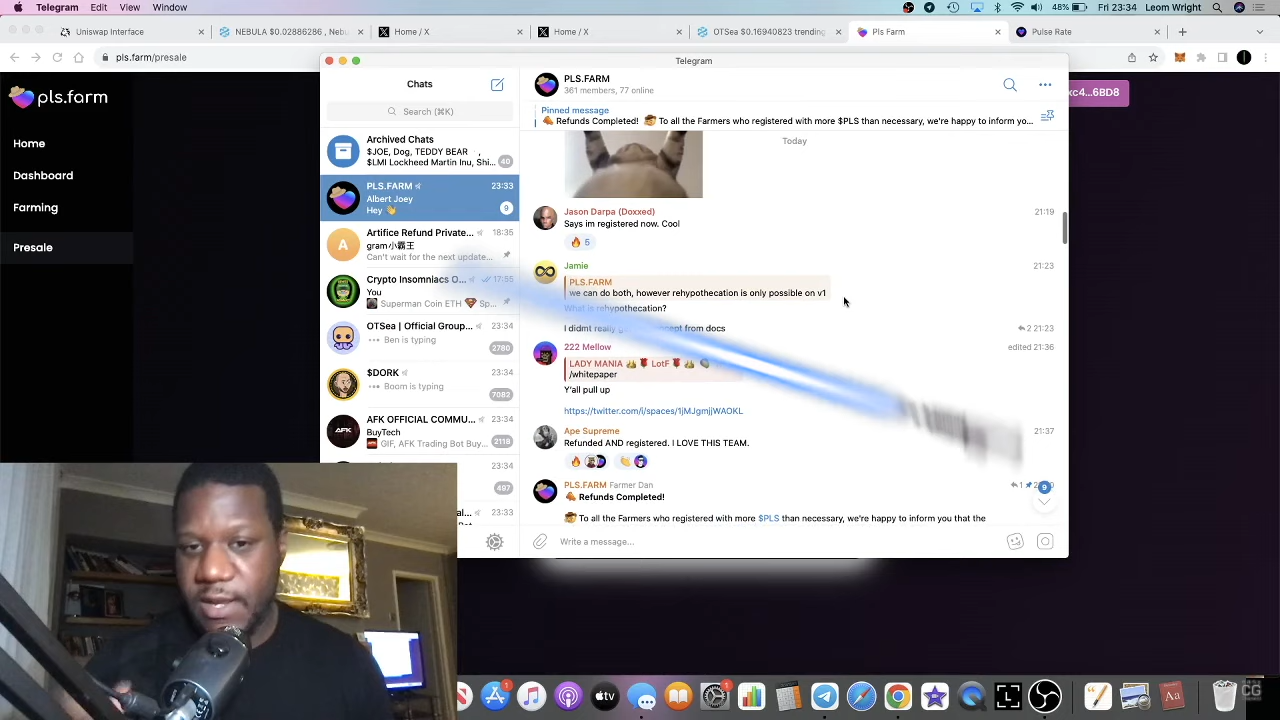 Telegram Edit View Window
48% Fri 23:34 Leom Wright
Uniswap Interface
NEBULA $0.02886286 , Nebu
Home / X
Home / X
OTSea $0.16940823 trending
Pls Farm
Pulse Rate
pls.farm/presale
xc4...6BD8
pls.farm
Home
Dashboard
Farming
Presale
Telegram
Chats
Search (⌘K)
Archived Chats
$JOE, Dog, TEDDY BEAR ,
$LMI Lockheed Martin Inu, Shi...
40
PLS.FARM
23:33
Albert Joey
Hey 👋
9
Artifice Refund Private...
18:35
gram小霸王
Can't wait for the next update...
Crypto Insomniacs O...
17:55
You
Superman Coin ETH 💎 Sp...
OTSea | Official Group...
23:34
Ben is typing
2780
$DORK
23:34
Boom is typing
7082
AFK OFFICIAL COMMU...
23:34
BuyTech
GIF, AFK Trading Bot Buy...
2118
23:34
497
23:33
PLS.FARM
361 members, 77 online
Pinned message
📣 Refunds Completed! 🤠 To all the Farmers who registered with more $PLS than necessary, we're happy to inform yo...
Today
Jason Darpa (Doxxed)
21:19
Says im registered now. Cool
🔥 5
Jamie
21:23
PLS.FARM
we can do both, however rehypothecation is only possible on v1
What is rehypothecation?
I didmt really concept from docs
2 21:23
222 Mellow
edited 21:36
LADY MANIA LotF
/whitepaper
Y'all pull up
https://twitter.com/i/spaces/1jMJgmjjWAOKL
Ape Supreme
21:37
Refunded AND registered. I LOVE THIS TEAM.
PLS.FARM Farmer Dan
1
9
📣 Refunds Completed!
🤠 To all the Farmers who registered with more $PLS than necessary, we're happy to inform you that the
Write a message...
CG